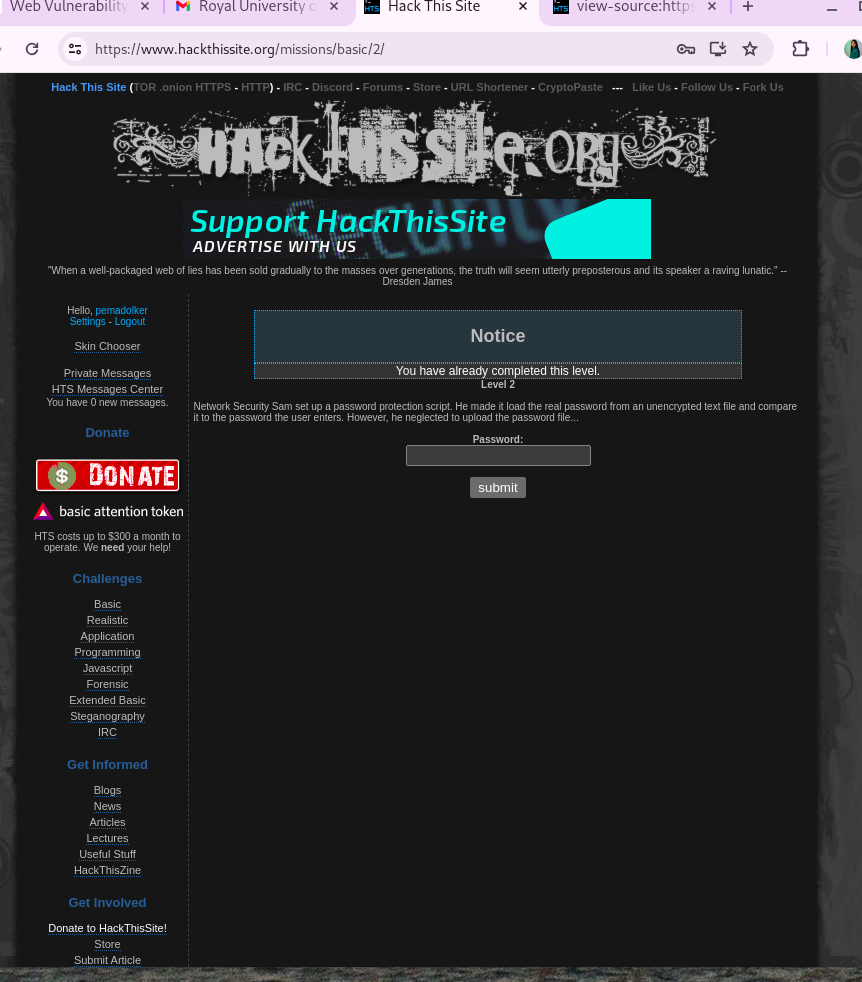 Web Vulnerability
Royal University o
Hack This Site
view-source:https
https://www.hackthissite.org/missions/basic/2/
Hack This Site (TOR .onion HTTPS - HTTP) - IRC - Discord - Forums - Store - URL Shortener - CryptoPaste --- Like Us - Follow Us - Fork Us
HACK THIS SITE.ORG
Support HackThisSite
ADVERTISE WITH US
"When a well-packaged web of lies has been sold gradually to the masses over generations, the truth will seem utterly preposterous and its speaker a raving lunatic." --
Dresden James
Hello, pemadolker
Settings - Logout
Skin Chooser
Private Messages
HTS Messages Center
You have 0 new messages.
Donate
DONATE
basic attention token
HTS costs up to $300 a month to
operate. We need your help!
Challenges
Basic
Realistic
Application
Programming
Javascript
Forensic
Extended Basic
Steganography
IRC
Get Informed
Blogs
News
Articles
Lectures
Useful Stuff
HackThisZine
Get Involved
Donate to HackThisSite!
Store
Submit Article
Notice
You have already completed this level.
Level 2
Network Security Sam set up a password protection script. He made it load the real password from an unencrypted text file and compare
it to the password the user enters. However, he neglected to upload the password file...
Password:
submit